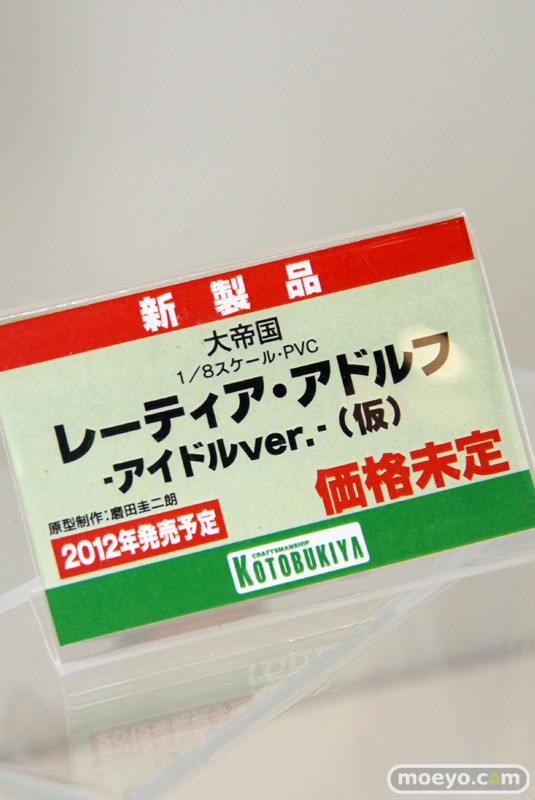 新製品
大帝国
1/8スケール・PVC
レーティア・アドルフ
-アイドルver.-(仮)
原型制作:磨田圭二朗
価格未定
2012年発売予定
CRAFTSMANSHIP
KOTOBUKIYA
moeyo.com